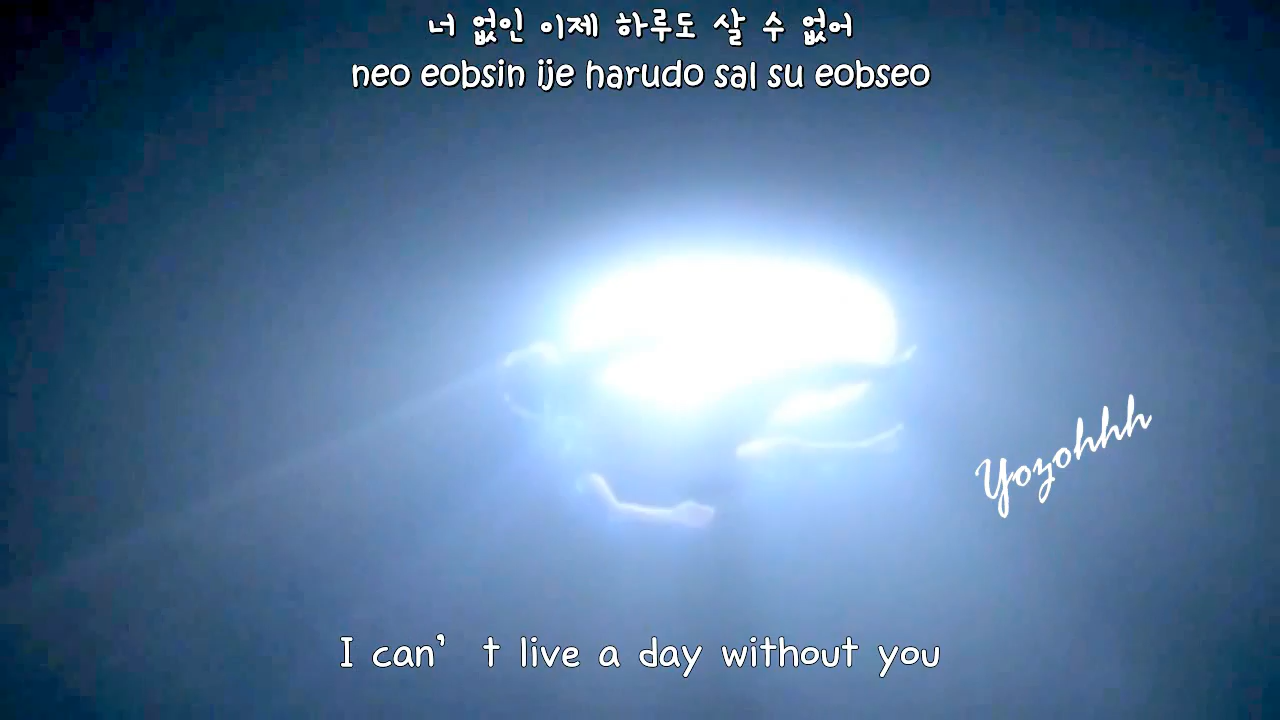 너 없인 이제 하루도 살 수 없어
neo eobsin ije harudo sal su eobseo
Yozohhh
I can’t live a day without you